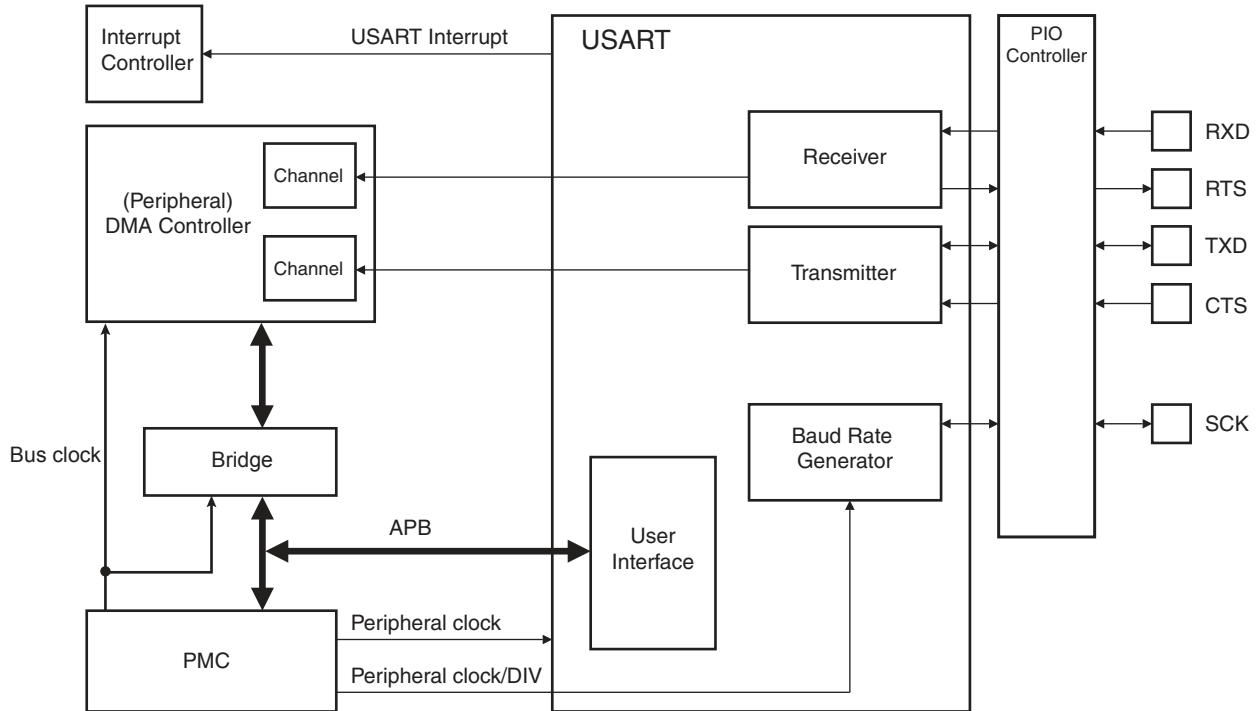 Interrupt
Controller
USART Interrupt
USART
PIO
Controller
(Peripheral)
DMA Controller
Channel
Channel
Receiver
Transmitter
RXD
RTS
TXD
CTS
SCK
Baud Rate
Generator
Bus clock
Bridge
APB
User
Interface
PMC
Peripheral clock
Peripheral clock/DIV